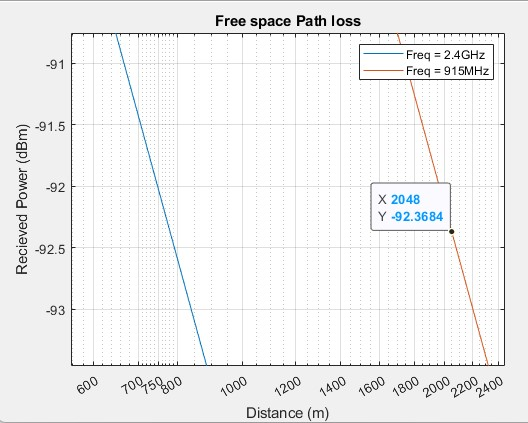 Free space Path loss
Freq = 2.4GHz
Freq = 915MHz
-91
-91.5
-92
-92.5
-93
Recieved Power (dBm)
X 2048
Y -92.3684
600
700
750
800
1000
1200
1400
1600
1800
2000
2200
2400
Distance (m)